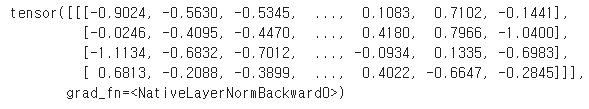 tensor([[[-0.9024, -0.5630, -0.5345, ..., 0.1083, 0.7102, -0.1441],
[-0.0246, -0.4095, -0.4470, ..., 0.4180, 0.7966, -1.0400],
[-1.1134, -0.6832, -0.7012, ..., -0.0934, 0.1335, -0.6983],
[ 0.6813, -0.2088, -0.3899, ..., 0.4022, -0.6647, -0.2845]]],
grad_fn=<NativeLayerNormBackward0>)